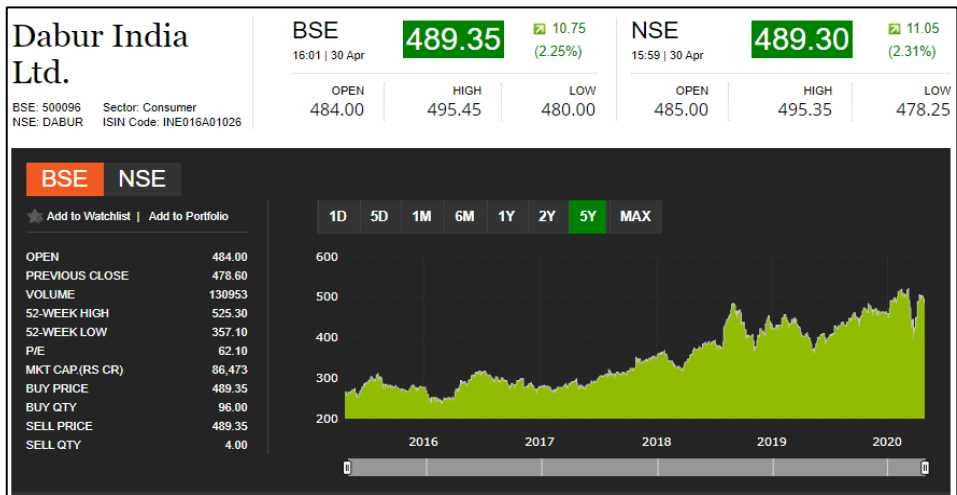 Dabur India
Ltd.
BSE: 500096 Sector: Consumer
NSE: DABUR ISIN Code: INE016A01026
BSE
16:01 | 30 Apr
489.35
10.75
(2.25%)
OPEN HIGH LOW
484.00 495.45 480.00
NSE
15:59 | 30 Apr
489.30
11.05
(2.31%)
OPEN HIGH LOW
485.00 495.35 478.25
BSE NSE
Add to Watchlist | Add to Portfolio
OPEN 484.00
PREVIOUS CLOSE 478.60
VOLUME 130953
52-WEEK HIGH 525.30
52-WEEK LOW 357.10
P/E 62.10
MKT CAP.(RS CR) 86,473
BUY PRICE 489.35
BUY QTY 96.00
SELL PRICE 489.35
SELL QTY 4.00
1D 5D 1M 6M 1Y 2Y 5Y MAX
600
500
400
300
200
2016 2017 2018 2019 2020